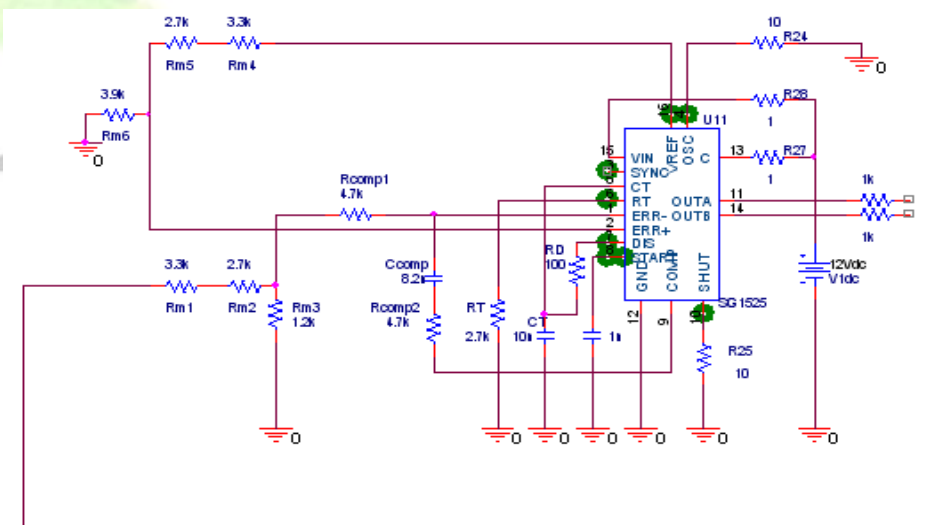 2.7k 3.3k
Rm5 Rm4
10
R24
0
3.9k
Rm6
0
R28
1
U11
16
VREF
OSC
15 VIN
SYNC
CT
RT
1 ERR-
2 ERR+
DIS
START
C 13
R27
1
OUTA 11
OUTB 14
1k
1k
GND
COMP
SHUT
SG1525
12
9
10
Rcomp1
4.7k
3.3k 2.7k
Rm1 Rm2
Rm3
1.2k
Ccomp
8.2n
Rcomp2
4.7k
RT
2.7k
RD
100
CT
10n
1n
R25
10
12Vdc
V1dc
0 0 0 0 0 0 0